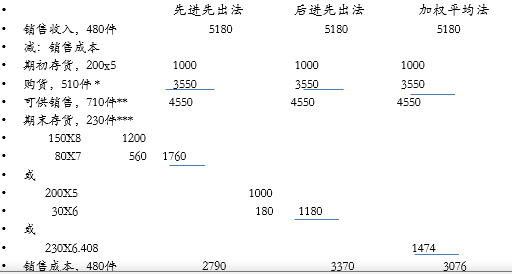 先进先出法 后进先出法 加权平均法
• 销售收入, 480件 5180 5180 5180
• 减: 销售成本
• 期初存货, 200x5 1000 1000 1000
• 购货, 510件 * 3550 3550 3550
• 可供销售, 710件** 4550 4550 4550
• 期末存货, 230件***
• 150X8 1200
• 80X7 560 1760
• 或
• 200X5 1000
• 30X6 180 1180
• 或
• 230X6.408 1474
• 销售成本, 480件 2790 3370 3076